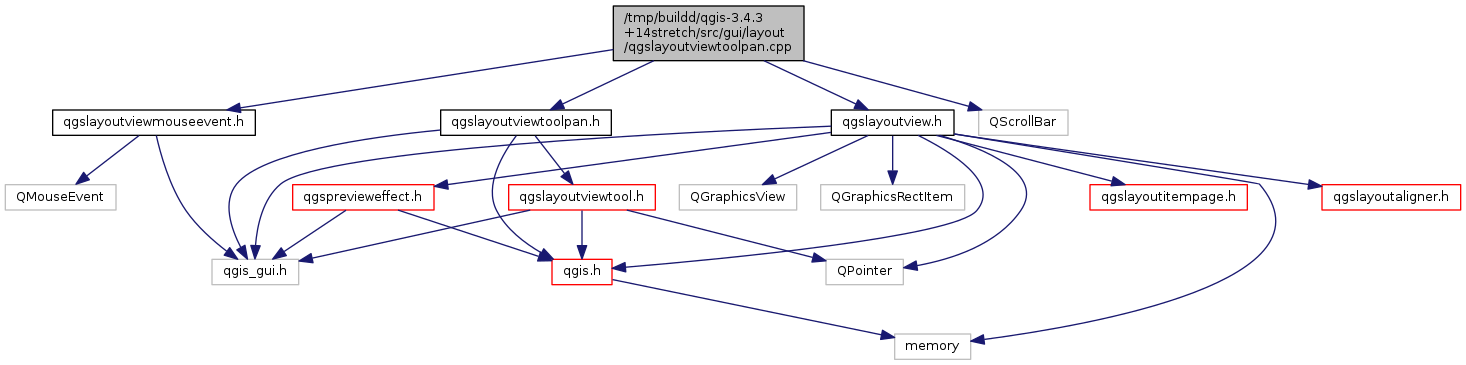 /tmp/buildd/qgis-3.4.3
+14stretch/src/gui/layout
/qgslayoutviewtoolpan.cpp
qgslayoutviewmouseevent.h
qgslayoutviewtoolpan.h
qgslayoutview.h
QScrollBar
QMouseEvent
qgspreviewe​ffect.h
qgslayoutviewtool.h
QGraphicsView
QGraphicsRectItem
qgslayoutitempage.h
qgslayoutaligner.h
qgis_gui.h
qgis.h
QPointer
memory